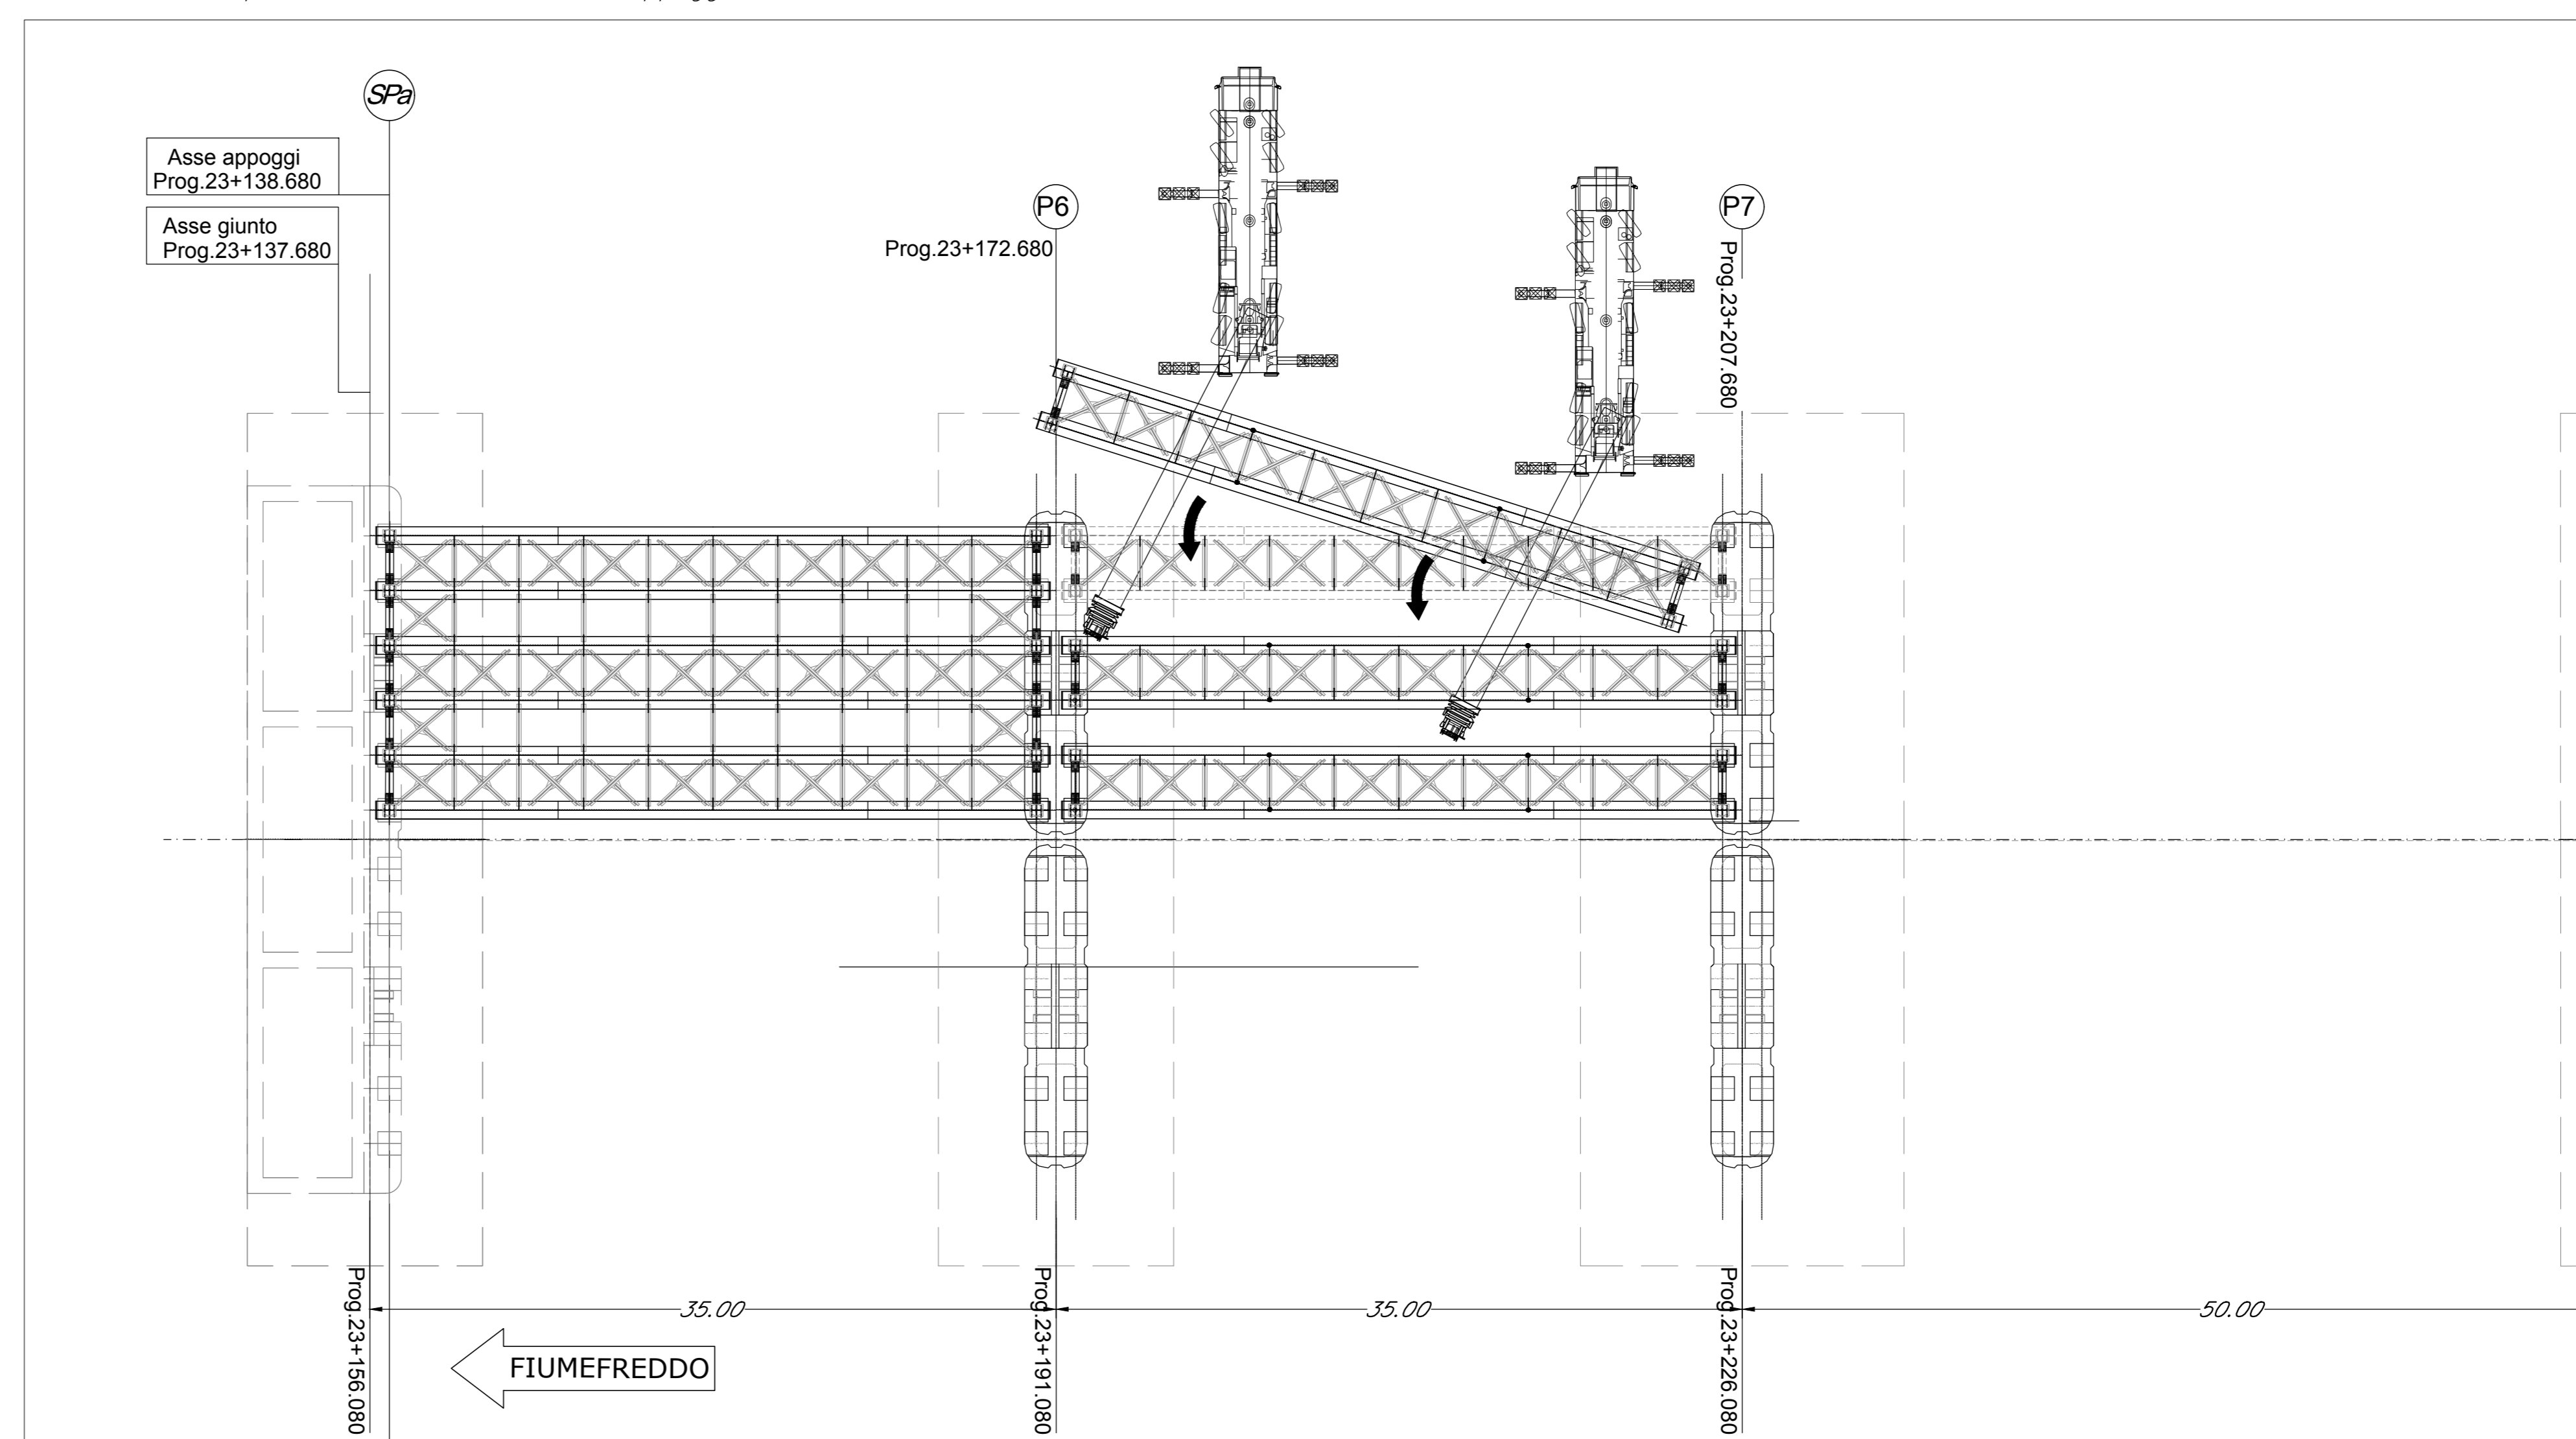 SPa
Asse appoggi
Prog.23+138.680
Asse giunto
Prog.23+137.680
P6
Prog.23+172.680
P7
Prog.23+207.680
35.00
35.00
50.00
Prog.23+156.080
Prog.23+191.080
Prog.23+226.080
FIUMEFREDDO